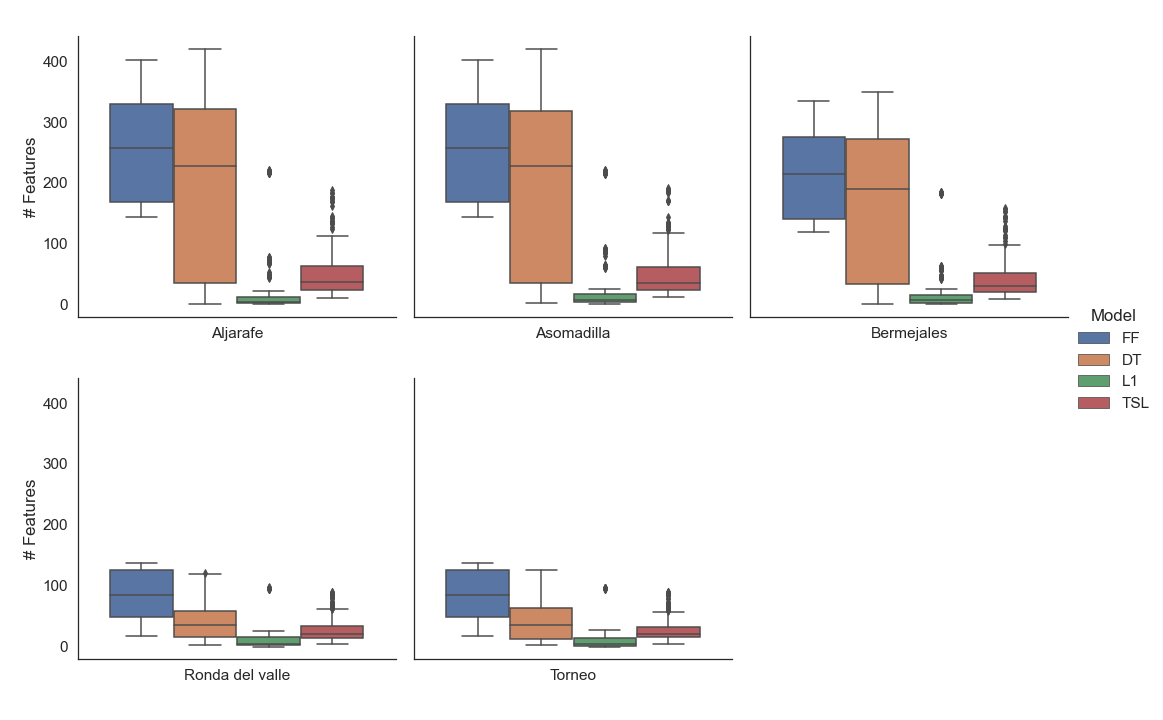 # Features
400
300
200
100
0
Aljarafe
Asomadilla
Bermejales
Model
FF
DT
L1
TSL
# Features
400
300
200
100
0
Ronda del valle
Torneo